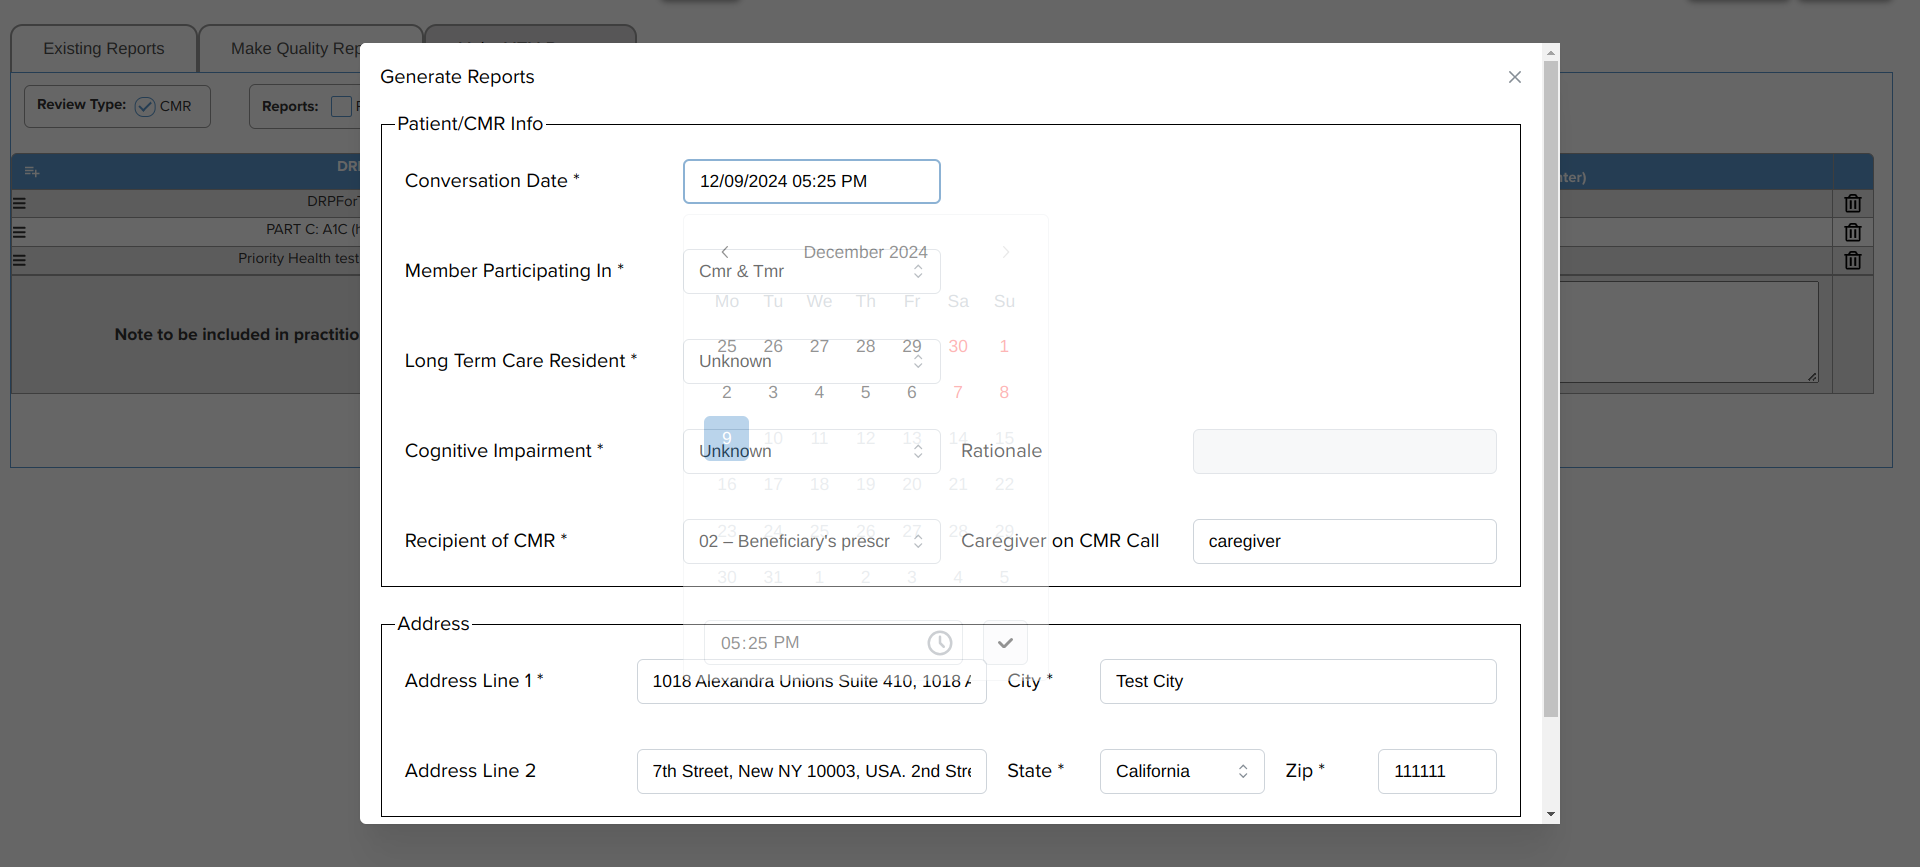 Existing Reports
Make Quality Rep
Generate Reports
Review Type: CMR
Reports:
Patient/CMR Info
Conversation Date *
12/09/2024 05:25 PM
December 2024
Member Participating In *
Cmr & Tmr
Mo Tu We Th Fr Sa Su
25 26 27 28 29 30 1
Long Term Care Resident *
Unknown
2 3 4 5 6 7 8
9 10 11 12 13 14 15
Cognitive Impairment *
Unknown
Rationale
16 17 18 19 20 21 22
23 24 25 26 27 28 29
Recipient of CMR *
02 – Beneficiary's prescr
Caregiver on CMR Call
caregiver
30 31 1 2 3 4 5
Address
05:25 PM
Address Line 1 *
1018 Alexandra Unions Suite 410, 1018 A
City *
Test City
Address Line 2
7th Street, New NY 10003, USA. 2nd Stre
State *
California
Zip *
111111
DRP
DRPForT
PART C: A1C (h
Priority Health test
Note to be included in practitio
ter)